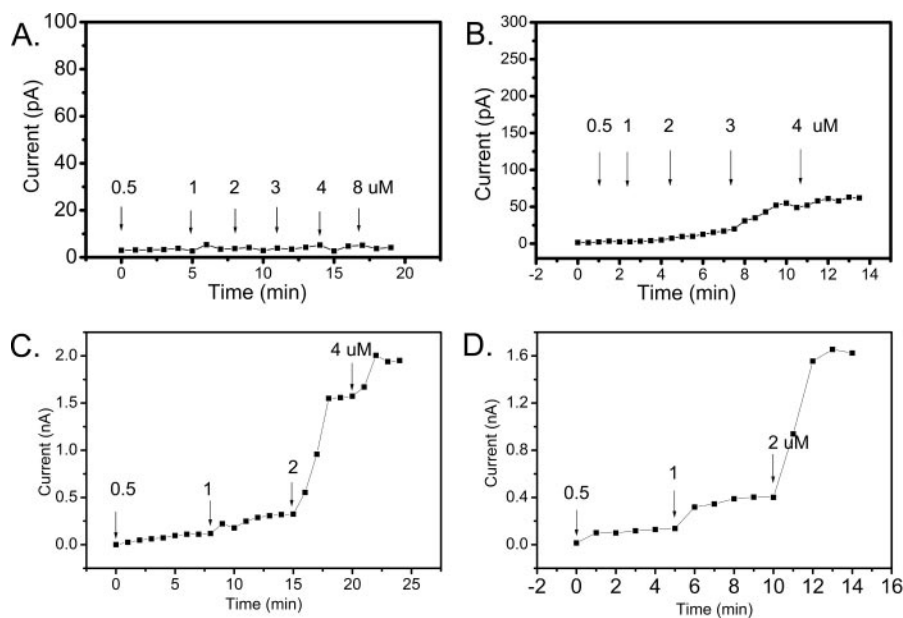 A.
Current (pA)
100
80
60
40
20
0
0.5 1 2 3 4 8 uM
0 5 10 15 20
Time (min)
B.
Current (pA)
300
250
200
150
100
50
0
0.5 1 2 3 4 uM
-2 0 2 4 6 8 10 12 14
Time (min)
C.
Current (nA)
2.0
1.5
1.0
0.5
0.0
0.5 1 2 4 uM
0 5 10 15 20 25
Time (min)
D.
Current (nA)
1.6
1.2
0.8
0.4
0.0
0.5 1 2 uM
-2 0 2 4 6 8 10 12 14 16
Time (min)